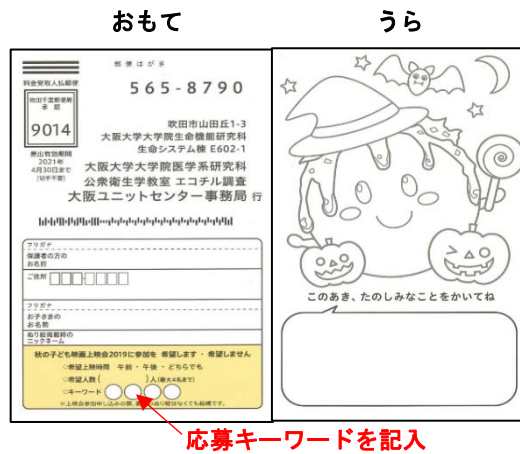 おもて
うら
郵便はがき
料金受取人払郵便
565-8790
吹田千里郵便局
承認
9014
差出有効期間
2021年
4月30日まで
(切手不要)
吹田市山田丘1-3
大阪大学大学院生命機能研究科
生命システム棟 E602-1
大阪大学大学院医学系研究科
公衆衛生学教室 エコチル調査
大阪ユニットセンター事務局 行
フリガナ
保護者の方の
お名前
ご住所
フリガナ
お子さまの
お名前
ぬり絵掲載時の
ニックネーム
秋の子ども映画上映会2019に参加を 希望します・希望しません
○希望上映時間 午前・午後・どちらでも
○希望人数( )人(最大4名まで)
○キーワード
このあき、たのしみなことをかいてね
応募キーワードを記入